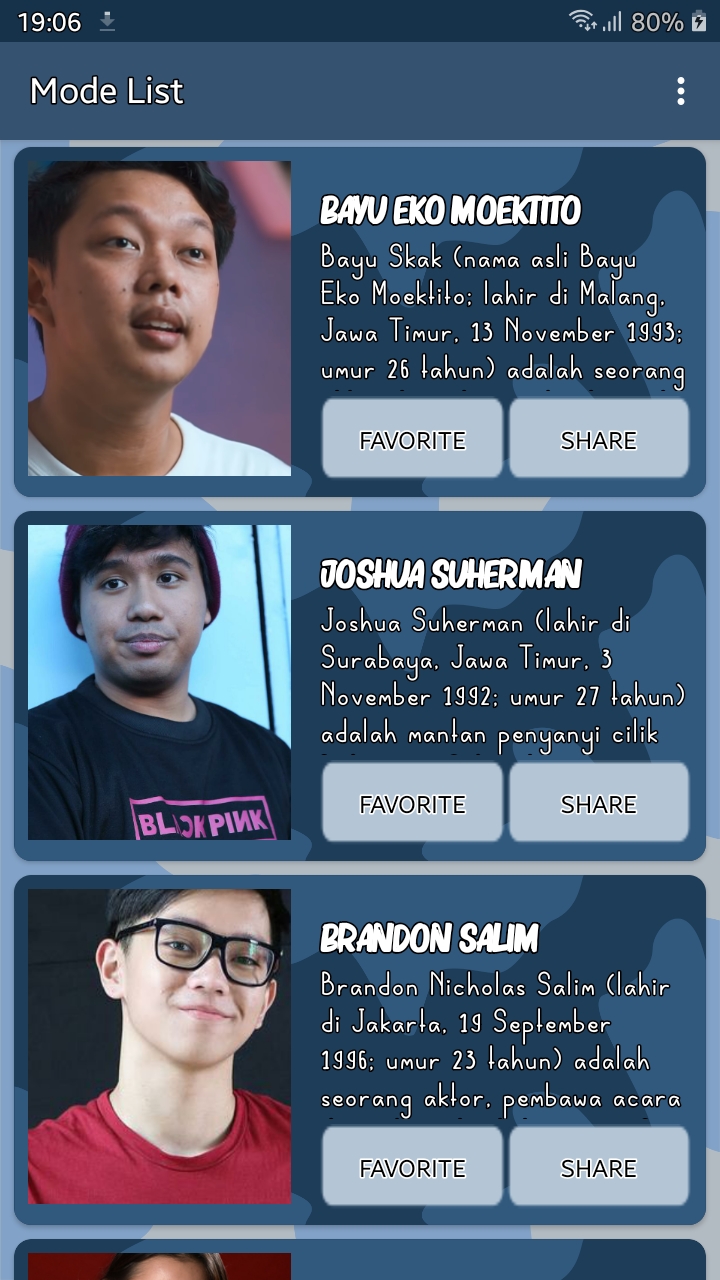 19:06
80%
Mode List
BAYU EKO MOEKTITO
Bayu Skak (nama asli Bayu
Eko Moektito; lahir di Malang,
Jawa Timur, 13 November 1993;
umur 26 tahun) adalah seorang
FAVORITE SHARE
JOSHUA SUHERMAN
Joshua Suherman (lahir di
Surabaya, Jawa Timur, 3
November 1992; umur 27 tahun)
adalah mantan penyanyi cilik
BLACKPINK
FAVORITE SHARE
BRANDON SALIM
Brandon Nicholas Salim (lahir
di Jakarta, 19 September
1996; umur 23 tahun) adalah
seorang aktor, pembawa acara
FAVORITE SHARE